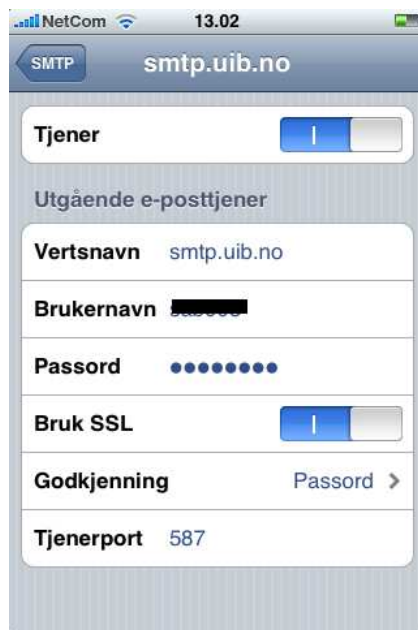 NetCom 13.02
SMTP smtp.uib.no
Tjener
Utgående e-posttjener
Vertsnavn smtp.uib.no
Brukernavn
Passord ●●●●●●●●
Bruk SSL
Godkjenning Passord >
Tjenerport 587